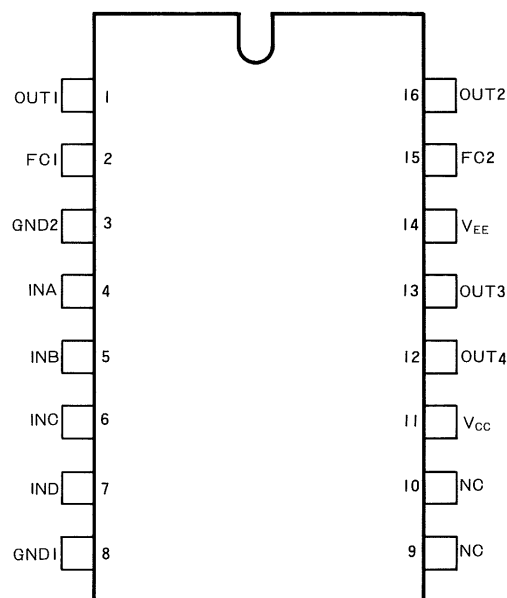 OUT1 1 16 OUT2
FC1 2 15 FC2
GND2 3 14 VEE
INA 4 13 OUT3
INB 5 12 OUT4
INC 6 11 VCC
IND 7 10 NC
GND1 8 9 NC